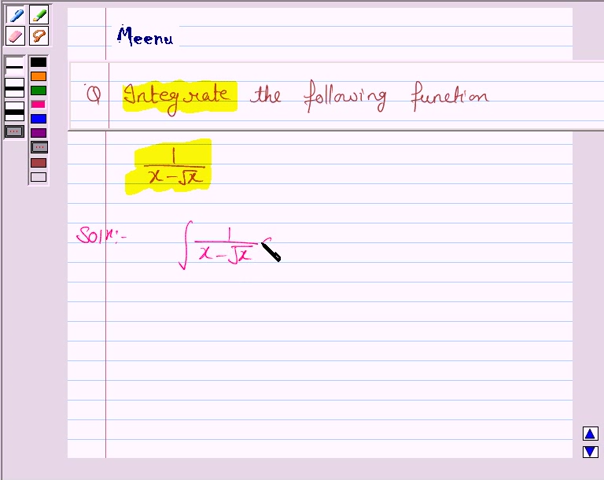 Meenu
Q Integrate the following function
1/(x-√x)
Soln:-
∫ 1/(x-√x)